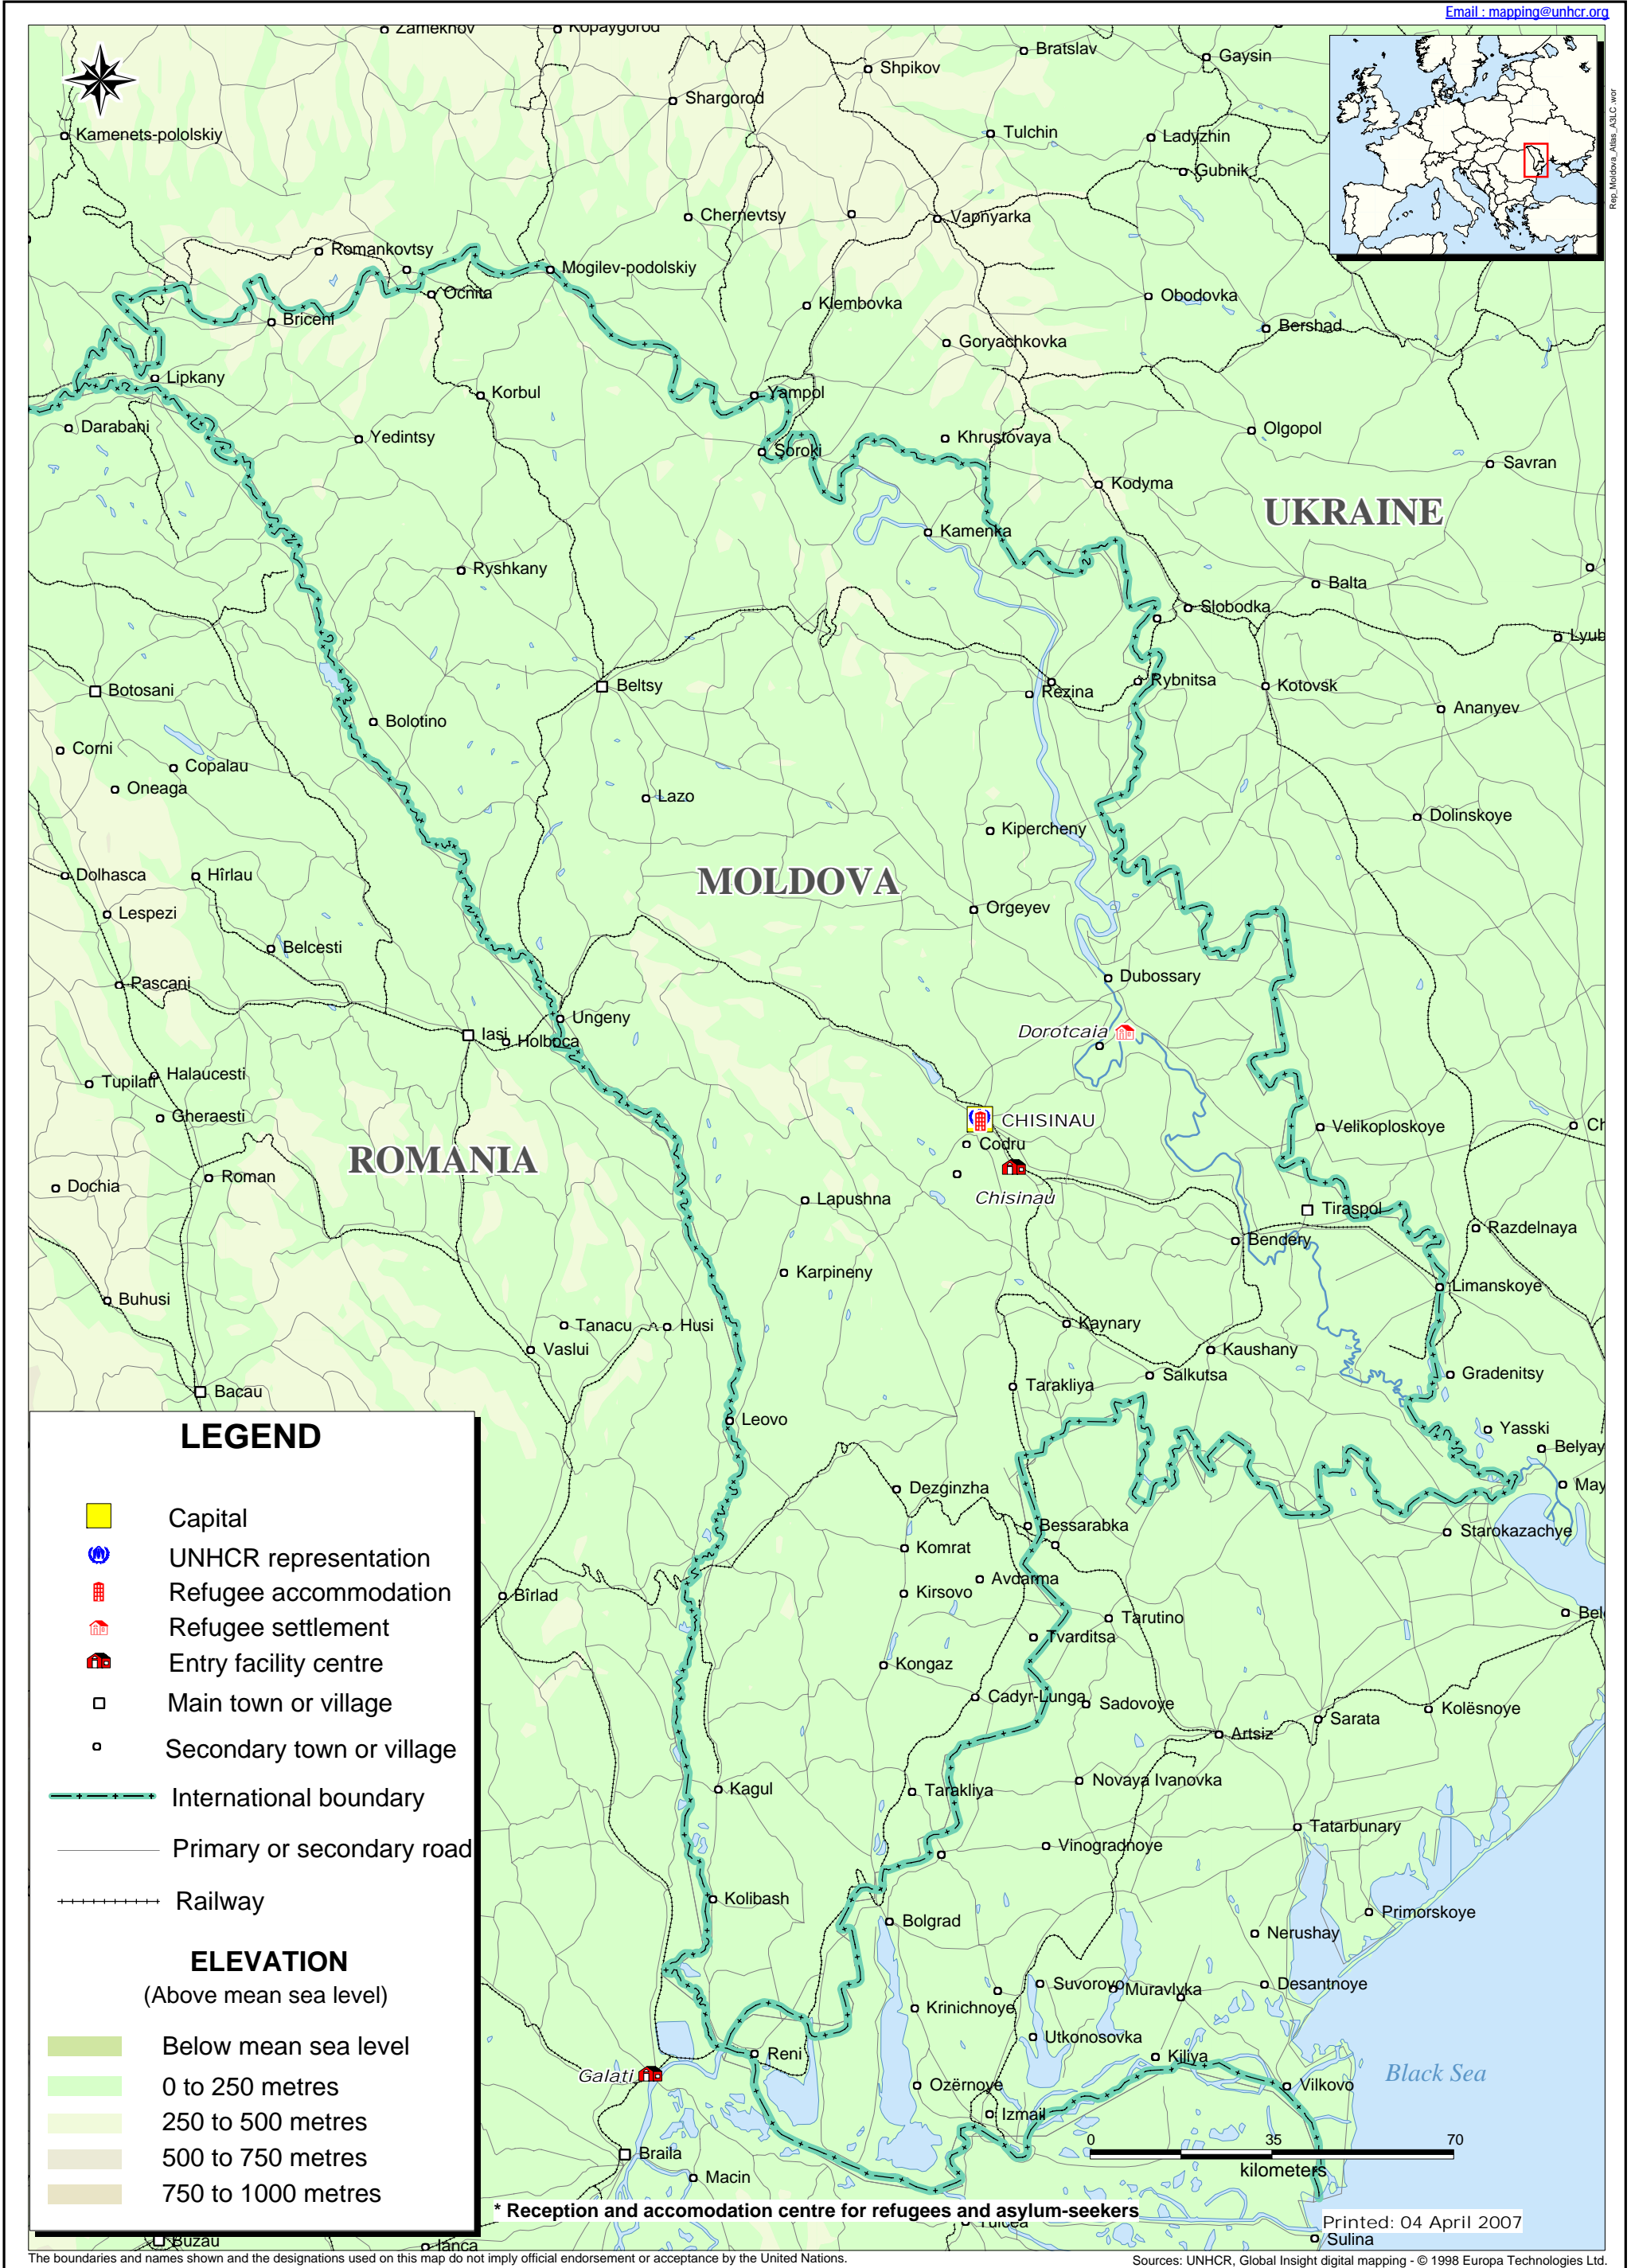 Email : mapping@unhcr.org
Rep_Moldova_Atlas_A3LC .wor
Zameknov
Kopaygorod
Bratslav
Gaysin
Shpikov
Shargorod
Kamenets-pololskiy
Tulchin
Ladyzhin
Gubnik
Chernevtsy
Vapnyarka
Romankovtsy
Mogilev-podolskiy
Ocnita
Klembovka
Obodovka
Briceni
Bershad
Goryachkovka
Lipkany
Korbul
Yampol
Darabani
Yedintsy
Khrustovaya
Olgopol
Soroki
Savran
Kodyma
UKRAINE
Kamenka
Ryshkany
Balta
Slobodka
Lyub
Botosani
Beltsy
Rezina
Rybnitsa
Kotovsk
Bolotino
Ananyev
Corni
Copalau
Oneaga
Lazo
Dolinskoye
Kipercheny
Dolhasca
Hîrlau
MOLDOVA
Lespezi
Orgeyev
Belcesti
Pascani
Dubossary
Ungeny
Iasi
Holboca
Dorotcaia
Tupilati
Halaucesti
Gheraesti
CHISINAU
Velikoploskoye
Ch
Codru
ROMANIA
Roman
Dochia
Lapushna
Chisinau
Tiraspol
Razdelnaya
Bendery
Karpineny
Limanskoye
Buhusi
Tanacu
Husi
Kaynary
Vaslui
Kaushany
Salkutsa
Gradenitsy
Bacau
Tarakliya
Leovo
Yasski
Belyay
Dezginzha
May
Bessarabka
Starokazachye
Komrat
Avdarma
Kirsovo
Bîrlad
Tarutino
Bel
Tvarditsa
Kongaz
Cadyr-Lunga
Sadovoye
Kolësnoye
Sarata
Artsiz
Kagul
Tarakliya
Novaya Ivanovka
Tatarbunary
Vinogradnoye
Kolibash
Bolgrad
Primorskoye
Nerushay
Suvorovo
Muravlyka
Desantnoye
Krinichnoye
Utkonosovka
Reni
Kiliya
Galati
Ozërnoye
Vilkovo
Black Sea
Izmail
Braila
Macin
Tulcea
Sulina
Buzau
Ianca
LEGEND
Capital
UNHCR representation
Refugee accommodation
Refugee settlement
Entry facility centre
Main town or village
Secondary town or village
International boundary
Primary or secondary road
Railway
ELEVATION
(Above mean sea level)
Below mean sea level
0 to 250 metres
250 to 500 metres
500 to 750 metres
750 to 1000 metres
0 35 70
kilometers
* Reception and accomodation centre for refugees and asylum-seekers
Printed: 04 April 2007
The boundaries and names shown and the designations used on this map do not imply official endorsement or acceptance by the United Nations.
Sources: UNHCR, Global Insight digital mapping - © 1998 Europa Technologies Ltd.